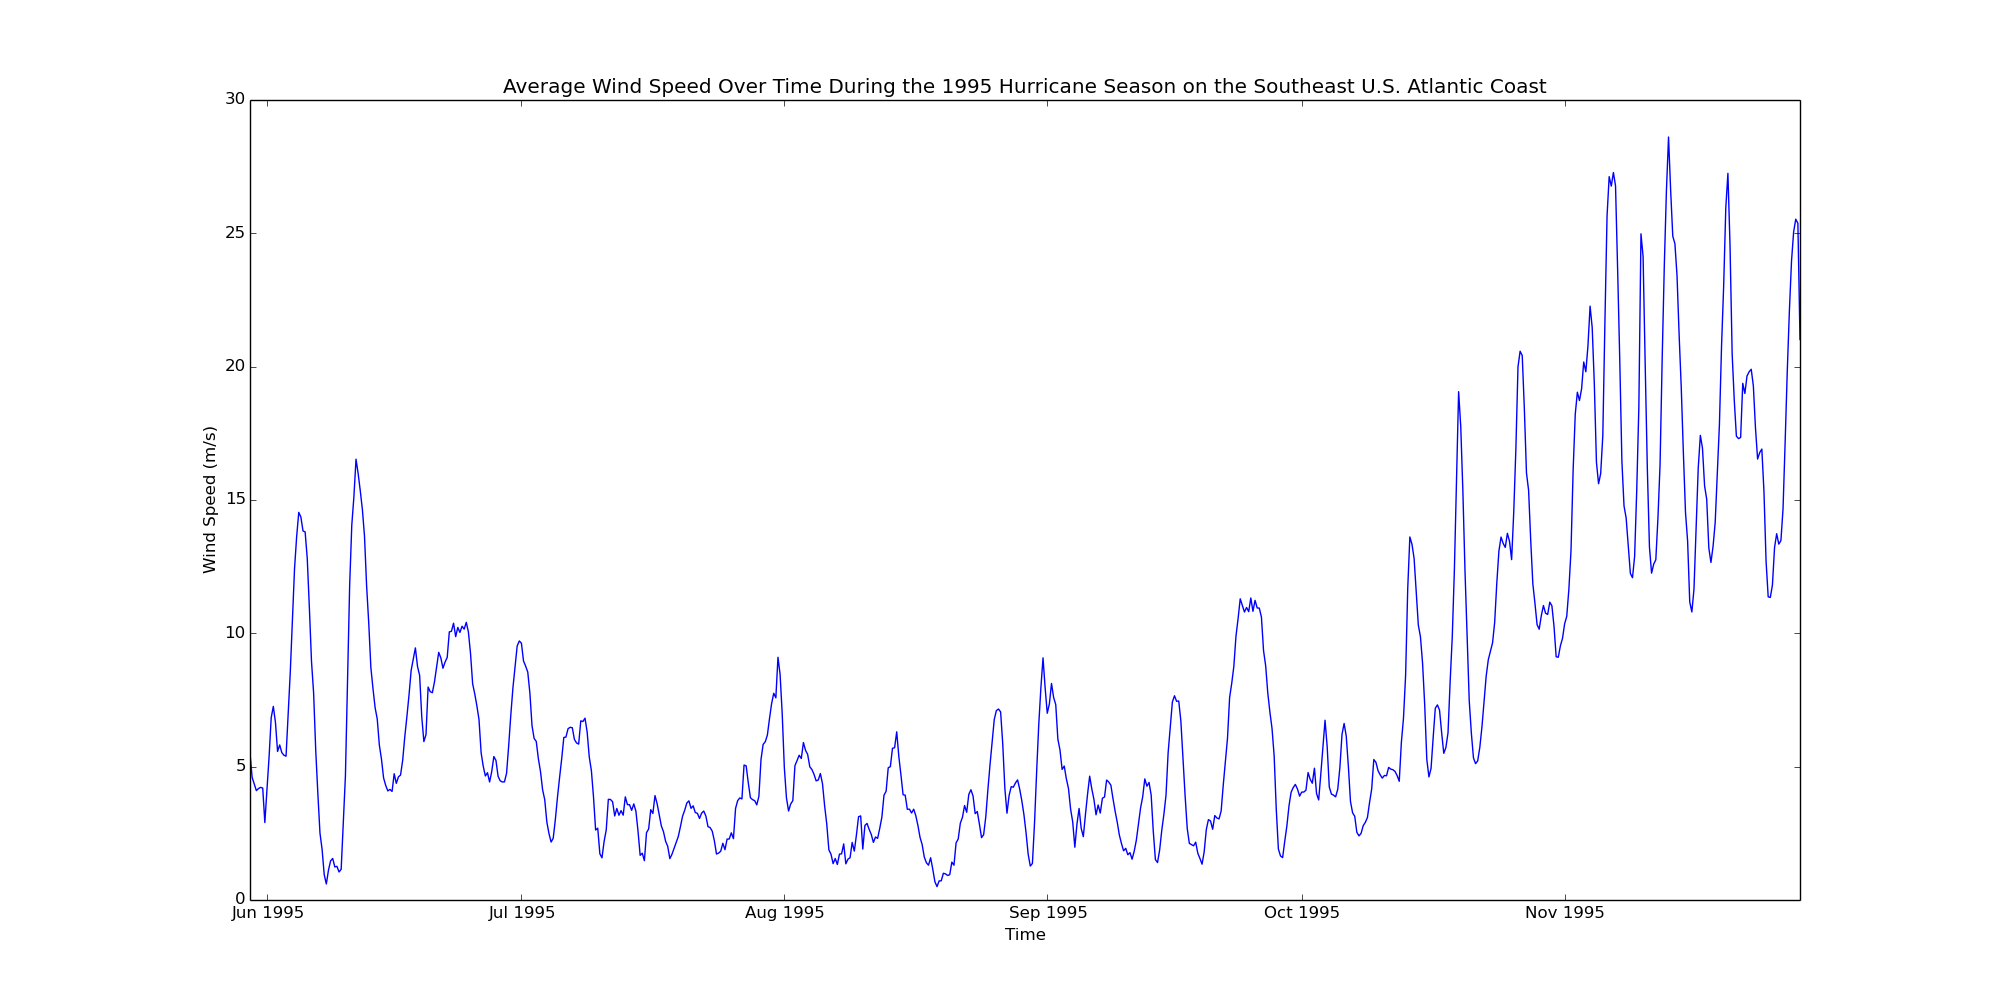 Average Wind Speed Over Time During the 1995 Hurricane Season on the Southeast U.S. Atlantic Coast
30
25
20
15
10
5
0
Wind Speed (m/s)
Jun 1995 Jul 1995 Aug 1995 Sep 1995 Oct 1995 Nov 1995
Time